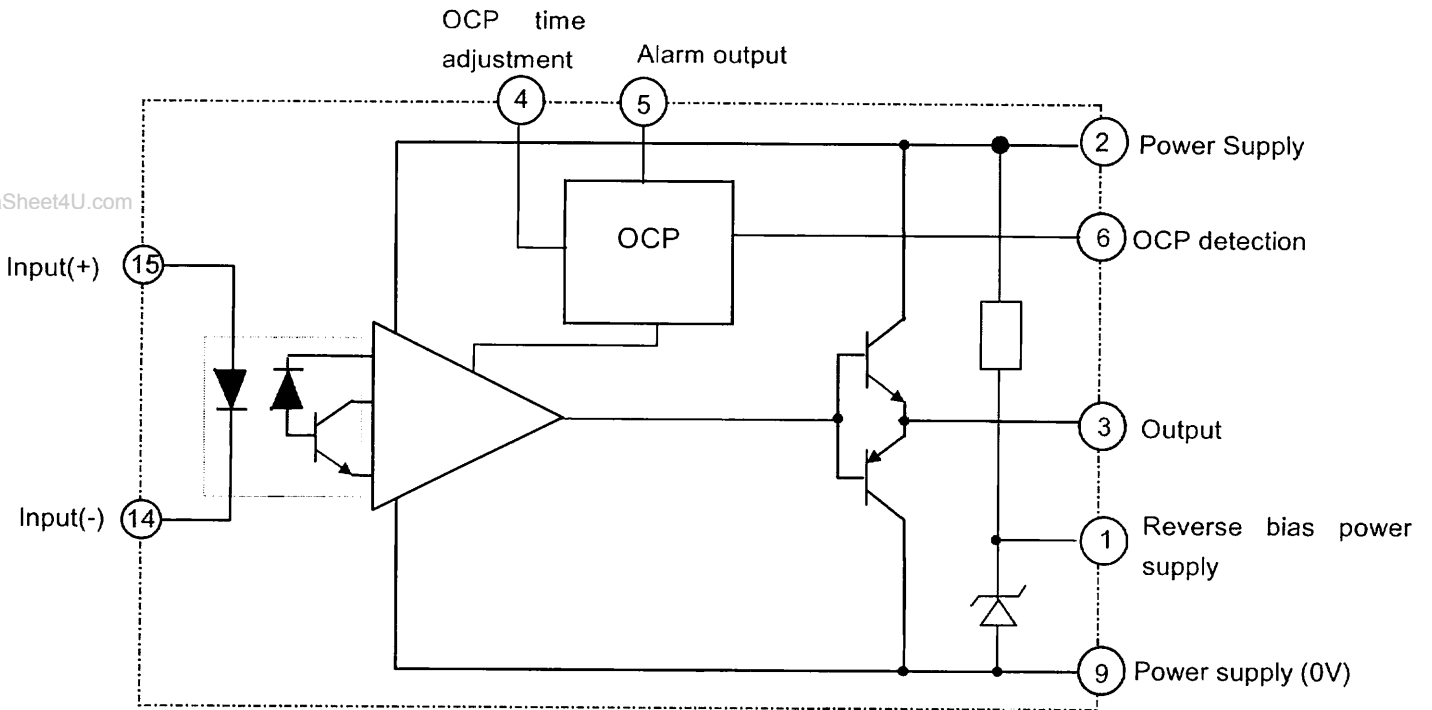 OCP time
adjustment
Alarm output
4
5
2
Power Supply
Sheet4U.com
OCP
6
OCP detection
Input(+)
15
3
Output
Input(-)
14
1
Reverse bias power
supply
9
Power supply (0V)